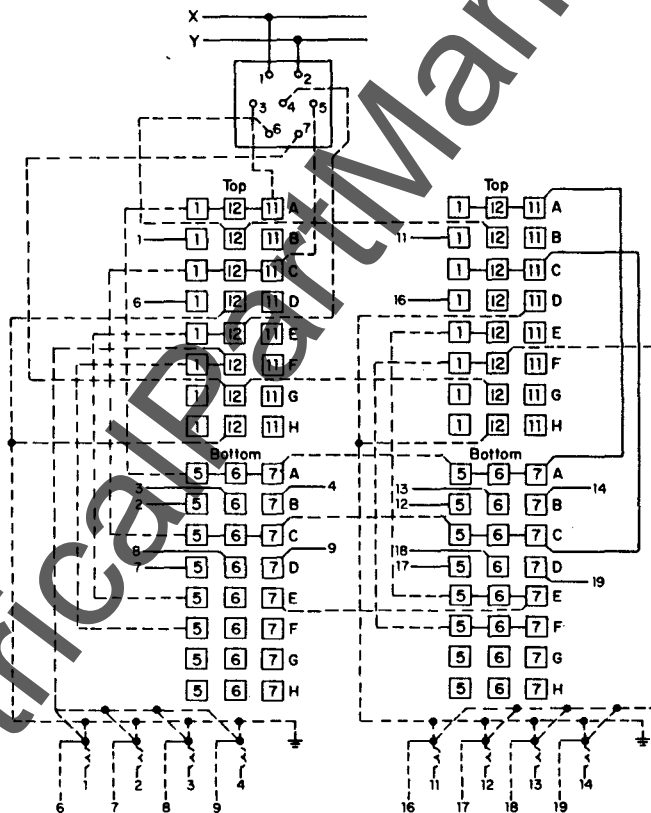 X
Y
1 2
3 4 5
6 7
Top
1 12 11 A
1 1 12 11 B
1 12 11 C
6 1 12 11 D
1 12 11 E
1 12 11 F
1 12 11 G
1 12 11 H
Bottom
5 6 7 A
3 4
2 5 6 7 B
5 6 7 C
8 9
7 5 6 7 D
5 6 7 E
5 6 7 F
5 6 7 G
5 6 7 H
1 2 3 4
6 7 8 9
Top
1 12 11 A
11 1 12 11 B
1 12 11 C
16 1 12 11 D
1 12 11 E
1 12 11 F
1 12 11 G
1 12 11 H
Bottom
5 6 7 A
13 14
12 5 6 7 B
5 6 7 C
18
17 5 6 7 D
19
5 6 7 E
5 6 7 F
5 6 7 G
5 6 7 H
11 12 13 14
16 17 18 19
tricalPartMan